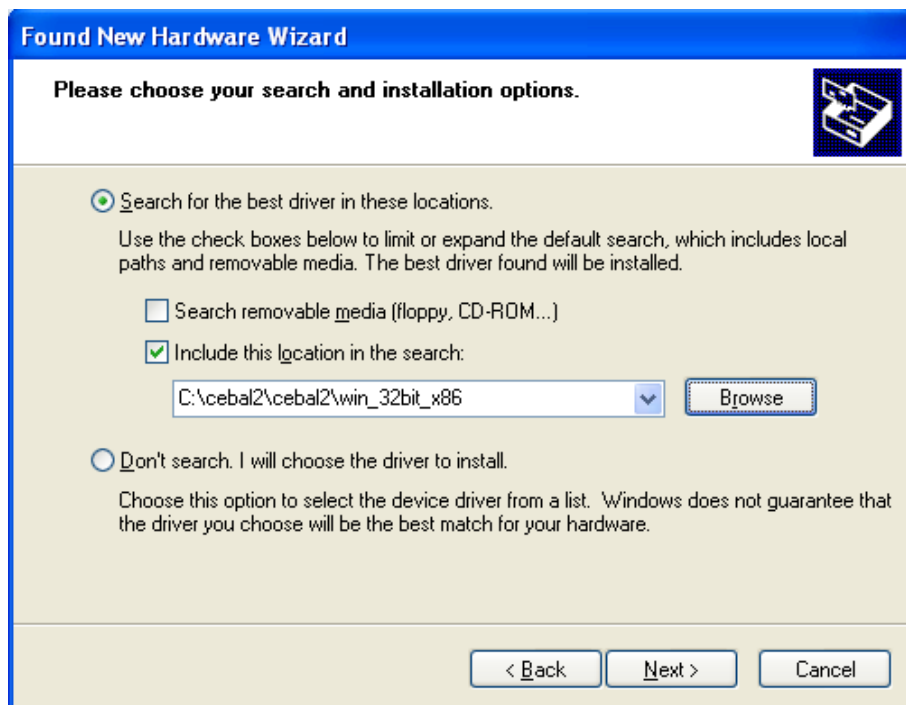 Found New Hardware Wizard
Please choose your search and installation options.
Search for the best driver in these locations.
Use the check boxes below to limit or expand the default search, which includes local
paths and removable media. The best driver found will be installed.
Search removable media (floppy, CD-ROM...)
Include this location in the search:
C:\cebal2\cebal2\win_32bit_x86
Browse
Don't search. I will choose the driver to install.
Choose this option to select the device driver from a list. Windows does not guarantee that
the driver you choose will be the best match for your hardware.
< Back
Next >
Cancel